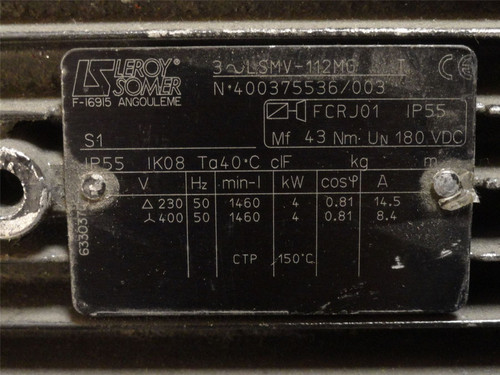 LEROY SOMER
F-16915 ANGOULEME
3~LSMV-112MG T CE
N•400375536/003
FCRJ01 IP55
S1 Mf 43 Nm• UN 180 VDC
IP55 IK08 Ta40•C clF kg m
V Hz min-1 kW cosφ A
Δ 230 50 1460 4 0.81 14.5
⅄ 400 50 1460 4 0.81 8.4
CTP 150°C